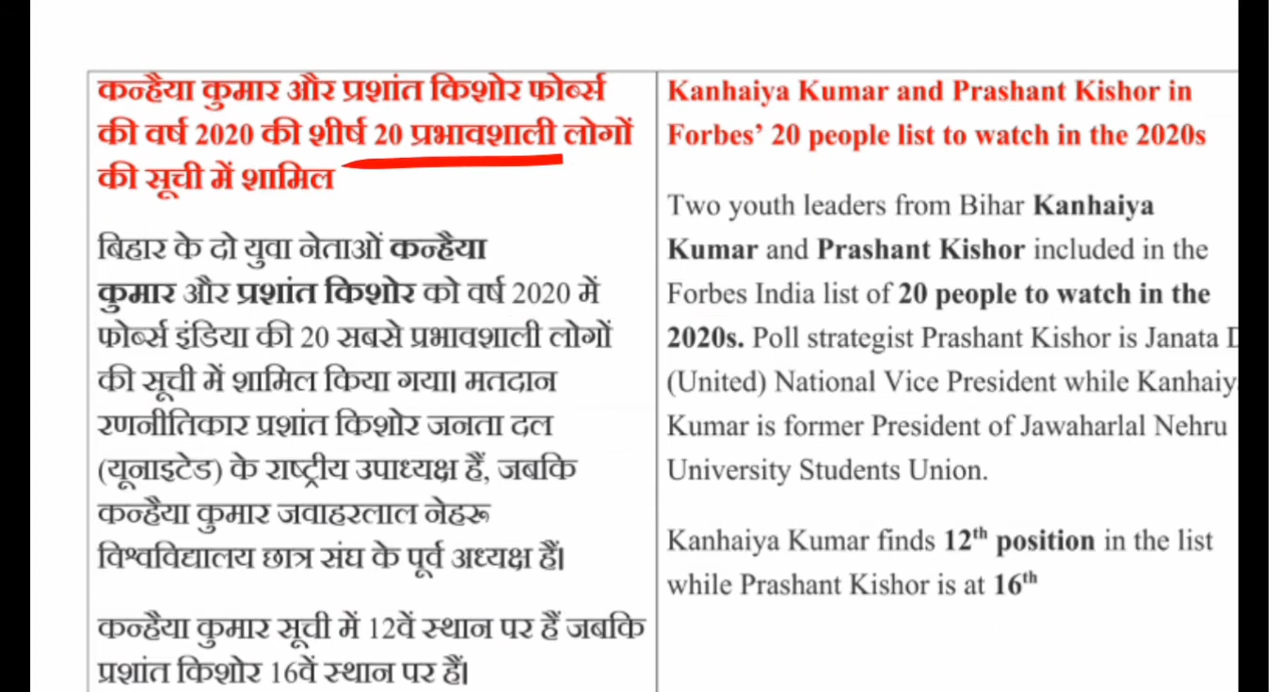 कन्हैया कुमार और प्रशांत किशोर फोर्ब्स
की वर्ष 2020 की शीर्ष 20 प्रभावशाली लोगों
की सूची में शामिल
बिहार के दो युवा नेताओं कन्हैया
कुमार और प्रशांत किशोर को वर्ष 2020 में
फोर्ब्स इंडिया की 20 सबसे प्रभावशाली लोगों
की सूची में शामिल किया गया। मतदान
रणनीतिकार प्रशांत किशोर जनता दल
(यूनाइटेड) के राष्ट्रीय उपाध्यक्ष हैं, जबकि
कन्हैया कुमार जवाहरलाल नेहरू
विश्वविद्यालय छात्र संघ के पूर्व अध्यक्ष हैं।
कन्हैया कुमार सूची में 12वें स्थान पर हैं जबकि
प्रशांत किशोर 16वें स्थान पर हैं।
Kanhaiya Kumar and Prashant Kishor in
Forbes’ 20 people list to watch in the 2020s
Two youth leaders from Bihar Kanhaiya
Kumar and Prashant Kishor included in the
Forbes India list of 20 people to watch in the
2020s. Poll strategist Prashant Kishor is Janata
(United) National Vice President while Kanhaiy
Kumar is former President of Jawaharlal Nehru
University Students Union.
Kanhaiya Kumar finds 12th position in the list
while Prashant Kishor is at 16th